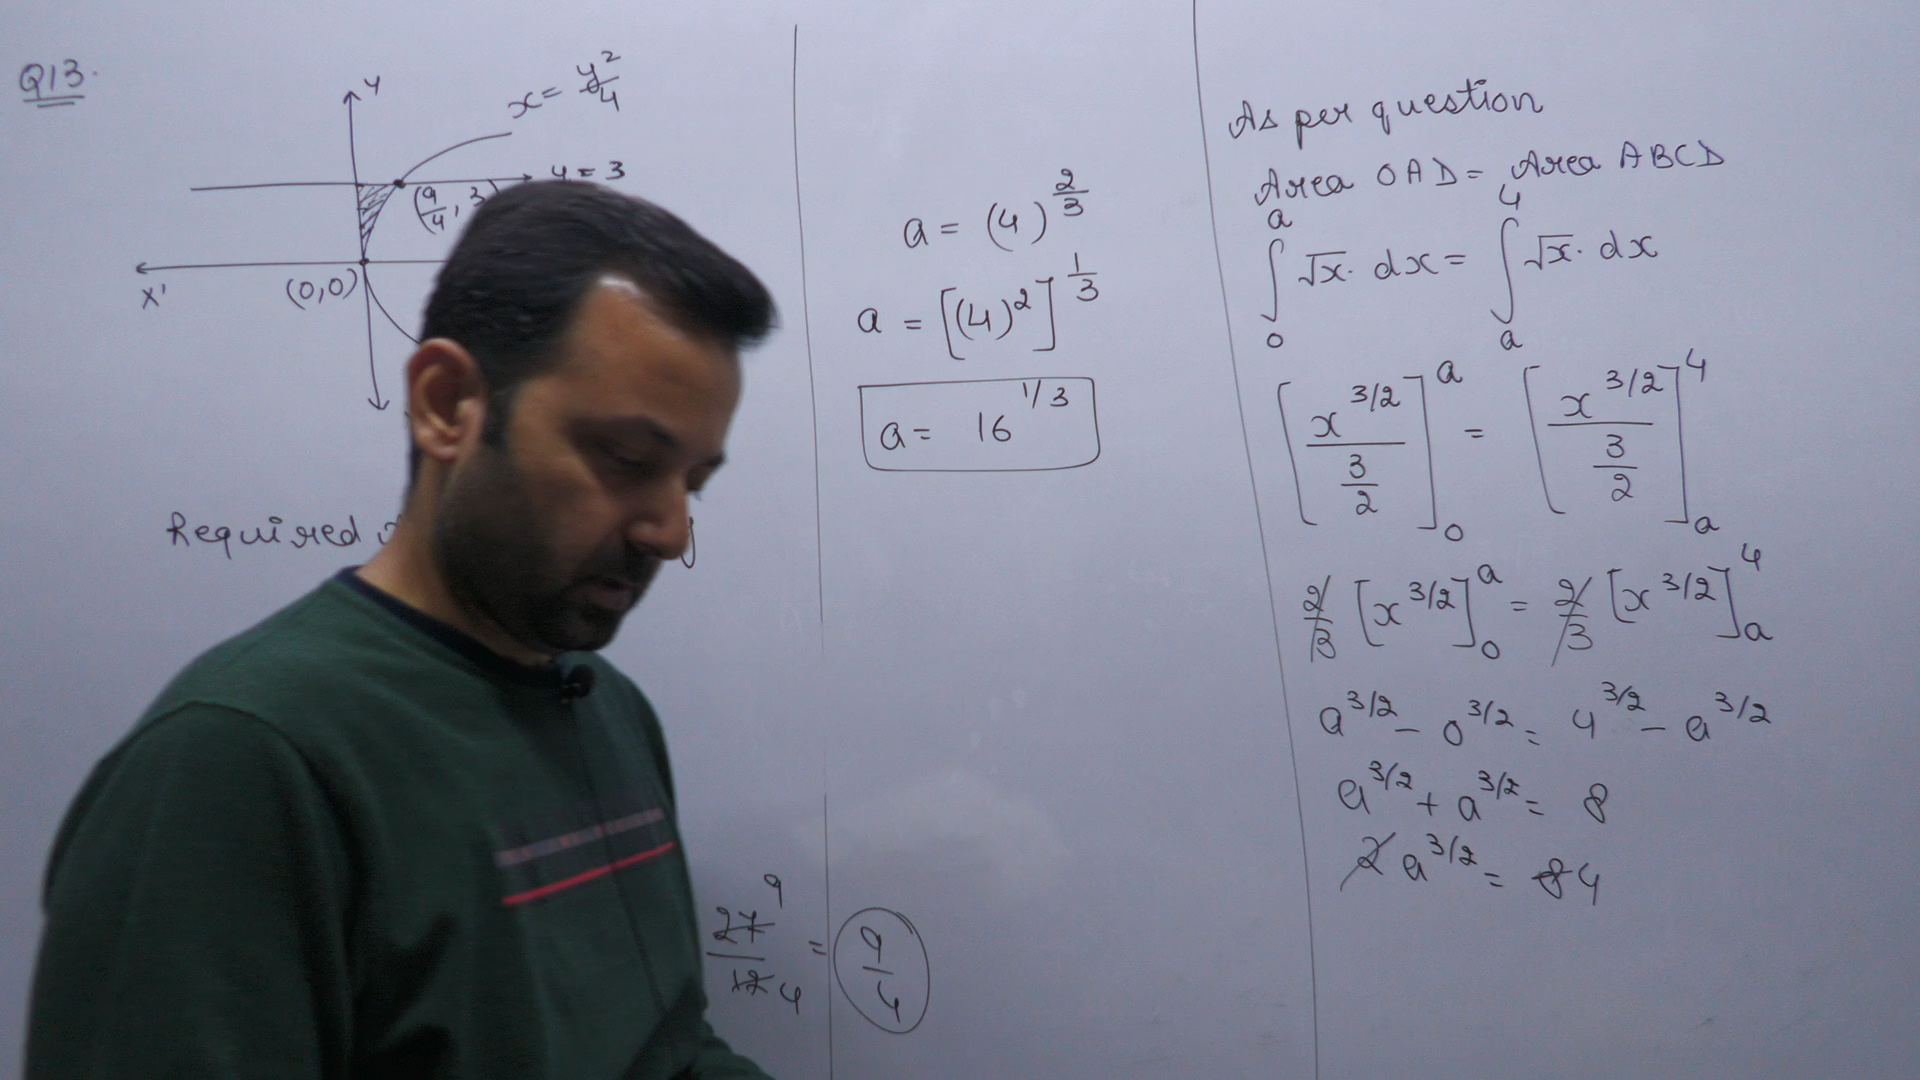 Q13.
Y
x = y²/4
y = 3
(9/4, 3
X'
(0,0)
Required
27/12 9/4 = 9/4
a = (4)^(2/3)
a = [(4)²]^(1/3)
a = 16^(1/3)
As per question
Area OAD = Area ABCD
∫₀^a √x. dx = ∫ₐ^4 √x. dx
[x^(3/2) / (3/2)]₀^a = [x^(3/2) / (3/2)]ₐ^4
2/3 [x^(3/2)]₀^a = 2/3 [x^(3/2)]ₐ^4
a^(3/2) - 0^(3/2) = 4^(3/2) - a^(3/2)
a^(3/2) + a^(3/2) = 8
2 a^(3/2) = 8 4